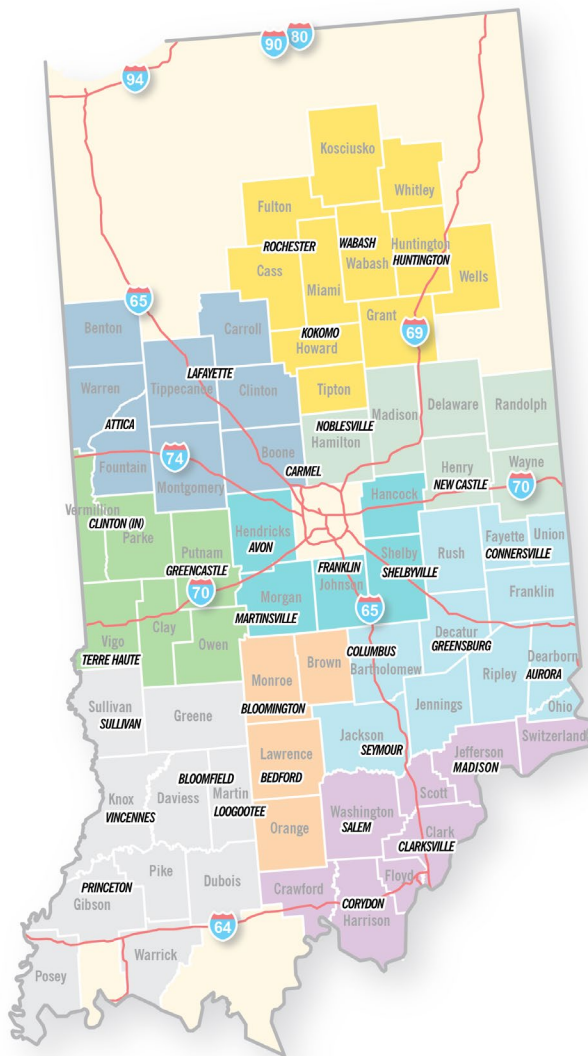 90
80
94
Kosciusko
Whitley
Fulton
ROCHESTER
WABASH
Huntington
Wabash
HUNTINGTON
Cass
Miami
Wells
65
Grant
Benton
Carroll
KOKOMO
69
Howard
LAFAYETTE
Warren
Tippecanoe
Clinton
Tipton
Madison
Delaware
Randolph
ATTICA
NOBLESVILLE
Hamilton
Boone
74
Fountain
CARMEL
Henry
Wayne
Montgomery
Hancock
NEW CASTLE
70
Vermillion
CLINTON (IN)
Parke
Hendricks
AVON
Putnam
GREENCASTLE
Rush
Fayette
Union
CONNERSVILLE
Shelby
FRANKLIN
SHELBYVILLE
Johnson
70
Morgan
MARTINSVILLE
65
Franklin
Vigo
Clay
Owen
TERRE HAUTE
Decatur
GREENSBURG
COLUMBUS
Bartholomew
Brown
Monroe
BLOOMINGTON
Dearborn
AURORA
Ripley
Sullivan
SULLIVAN
Greene
Jennings
Ohio
Jackson
SEYMOUR
Switzerland
Lawrence
BEDFORD
Jefferson
MADISON
BLOOMFIELD
Knox
Daviess
Martin
VINCENNES
LOOGOOTEE
Scott
Washington
SALEM
Orange
Clark
CLARKSVILLE
Pike
PRINCETON
Gibson
Dubois
Crawford
Floyd
CORYDON
Harrison
64
Warrick
Posey